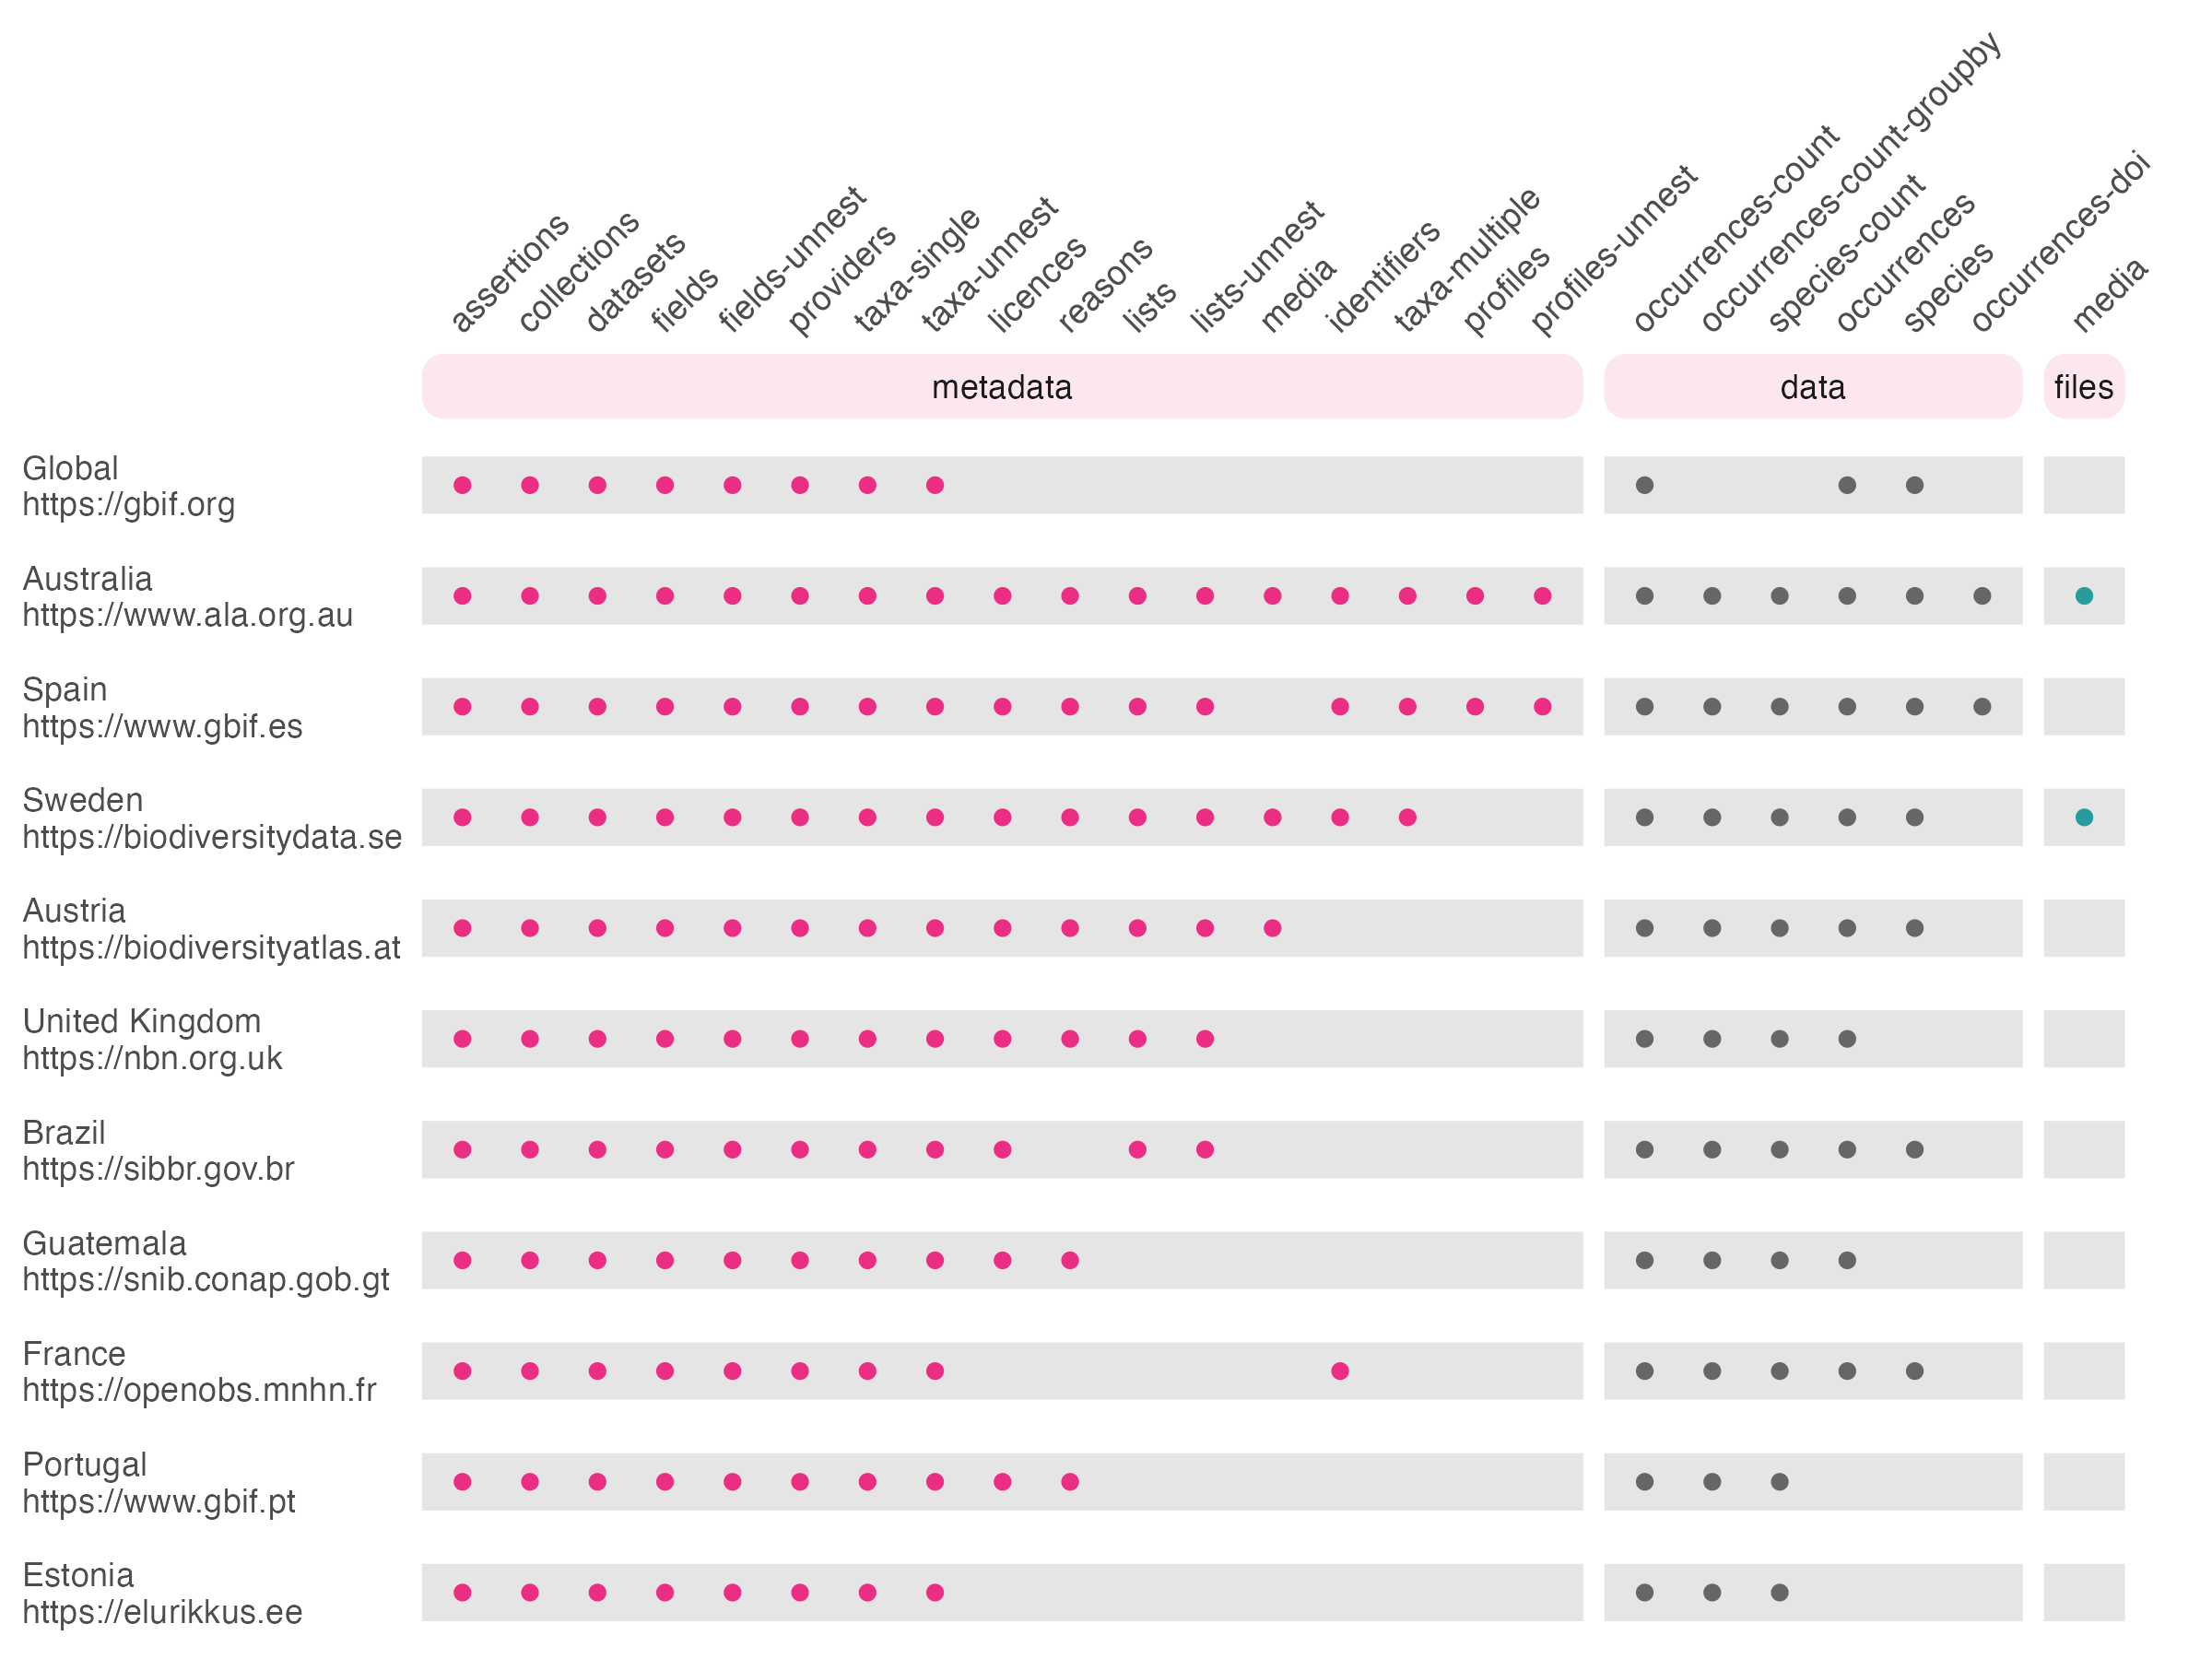 assertions
collections
datasets
fields
fields-unnest
providers
taxa-single
taxa-unnest
licences
reasons
lists
lists-unnest
media
identifiers
taxa-multiple
profiles
profiles-unnest
occurrences-count
occurrences-count-groupby
species-count
occurrences
species
occurrences-doi
media
metadata
data
files
Global
https://gbif.org
Australia
https://www.ala.org.au
Spain
https://www.gbif.es
Sweden
https://biodiversitydata.se
Austria
https://biodiversityatlas.at
United Kingdom
https://nbn.org.uk
Brazil
https://sibbr.gov.br
Guatemala
https://snib.conap.gob.gt
France
https://openobs.mnhn.fr
Portugal
https://www.gbif.pt
Estonia
https://elurikkus.ee